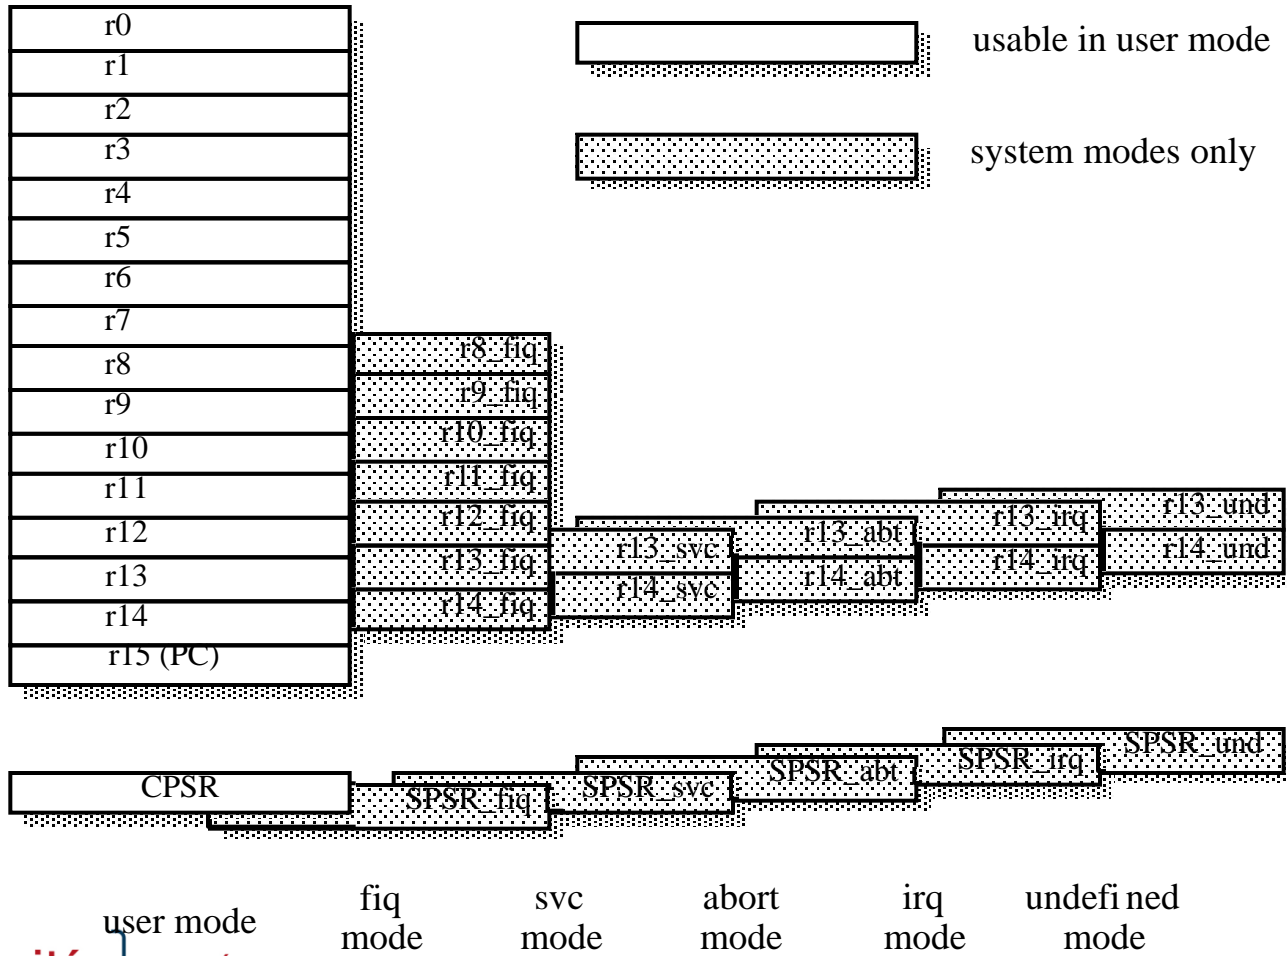 r0
r1
r2
r3
r4
r5
r6
r7
r8
r9
r10
r11
r12
r13
r14
r15 (PC)
usable in user mode
system modes only
r8_fiq
r9_fiq
r10_fiq
r11_fiq
r12_fiq
r13_fiq
r14_fiq
r13_svc
r14_svc
r13_abt
r14_abt
r13_irq
r14_irq
r13_und
r14_und
CPSR
SPSR_fiq
SPSR_svc
SPSR_abt
SPSR_irq
SPSR_und
user mode
fiq
mode
svc
mode
abort
mode
irq
mode
undefi ned
mode